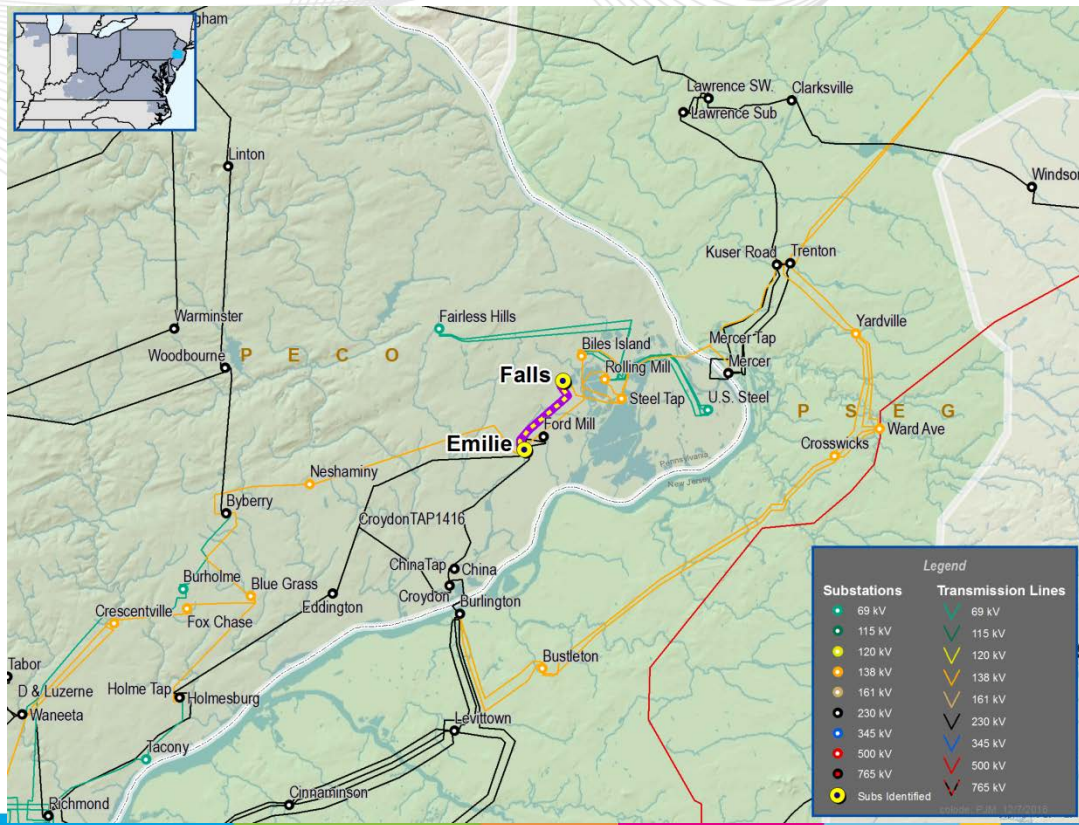 gham
Linton
Lawrence SW.
Clarksville
Lawrence Sub
Windsor
Kuser Road
Trenton
Warminster
Fairless Hills
Yardville
Woodbourne
P E C O
Biles Island
Mercer Tap
Rolling Mill
Mercer
Falls
U.S. Steel
Steel Tap
P S E G
Ford Mill
Ward Ave
Emilie
Crosswicks
Pennsylvania
New Jersey
Neshaminy
Byberry
CroydonTAP1416
ChinaTap
China
Burholme
Blue Grass
Croydon
Eddington
Burlington
Crescentville
Fox Chase
Bustleton
Tabor
D & Luzerne
Holme Tap
Holmesburg
Waneeta
Levittown
Tacony
Cinnaminson
Richmond
Legend
Substations
Transmission Lines
69 kV
69 kV
115 kV
115 kV
120 kV
120 kV
138 kV
138 kV
161 kV
161 kV
230 kV
230 kV
345 kV
345 kV
500 kV
500 kV
765 kV
765 kV
Subs Identified